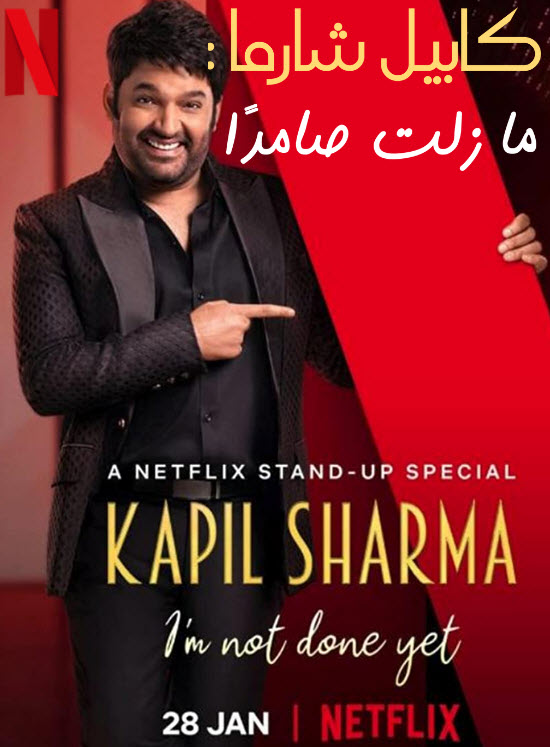 N
كابيل شارما:
ما زلت صامدًا
A NETFLIX STAND-UP SPECIAL
KAPIL SHARMA
I'm not done yet
28 JAN | NETFLIX